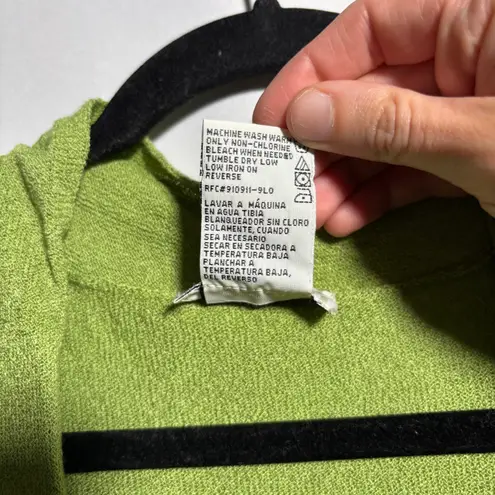 MACHINE WASH WARM
ONLY NON-CHLORINE
BLEACH WHEN NEEDED
TUMBLE DRY LOW
LOW IRON ON
REVERSE
RFC#910911-9L0
LAVAR A MÁQUINA
EN AGUA TIBIA
BLANQUEADOR SIN CLORO
SOLAMENTE, CUANDO
SEA NECESARIO
SECAR EN SECADORA A
TEMPERATURA BAJA
PLANCHAR A
TEMPERATURA BAJA,
DEL REVERSO